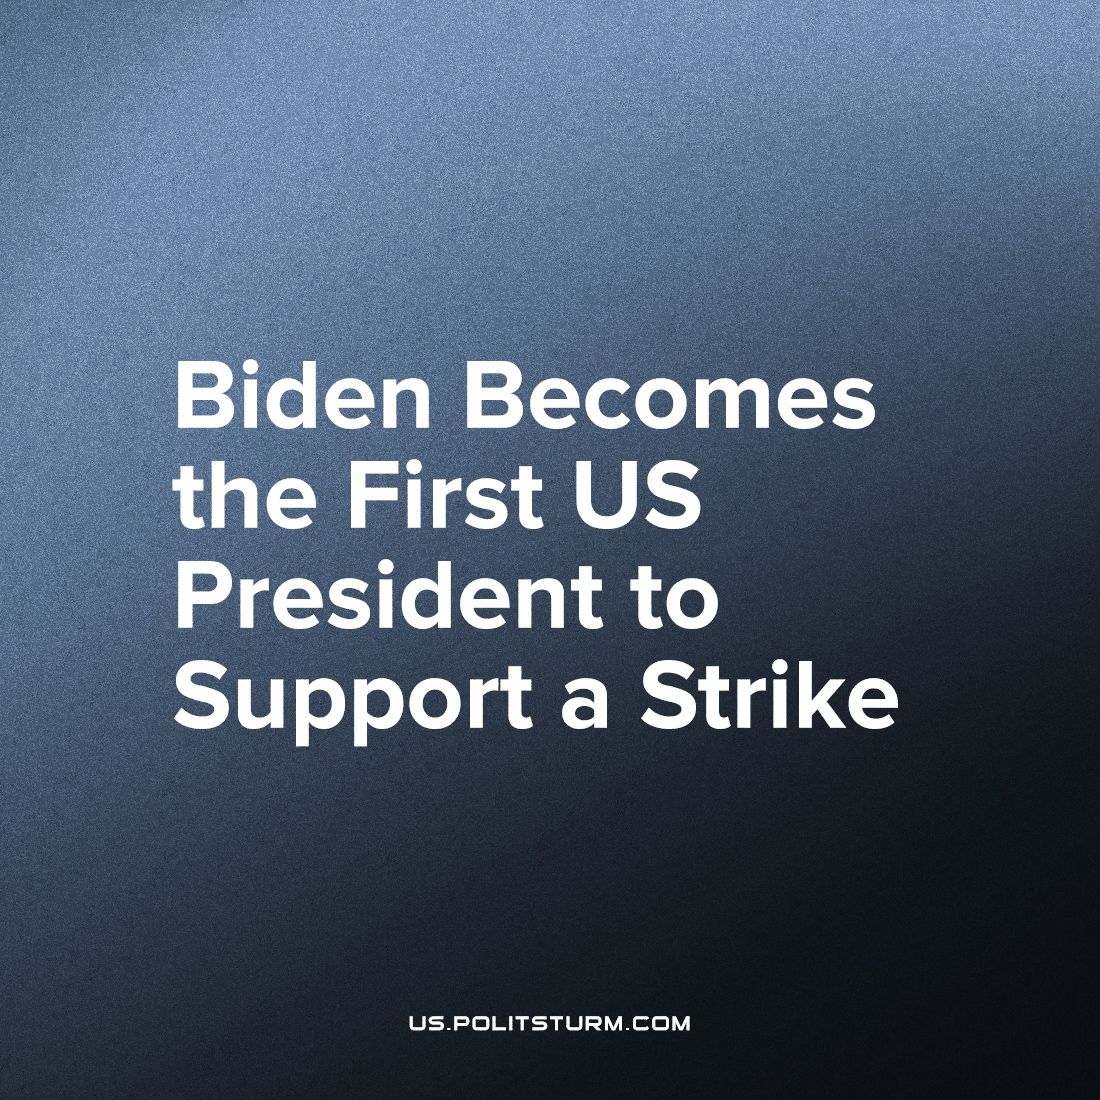 Biden Becomes
the First US
President to
Support a Strike
US.POLITSTURM.COM